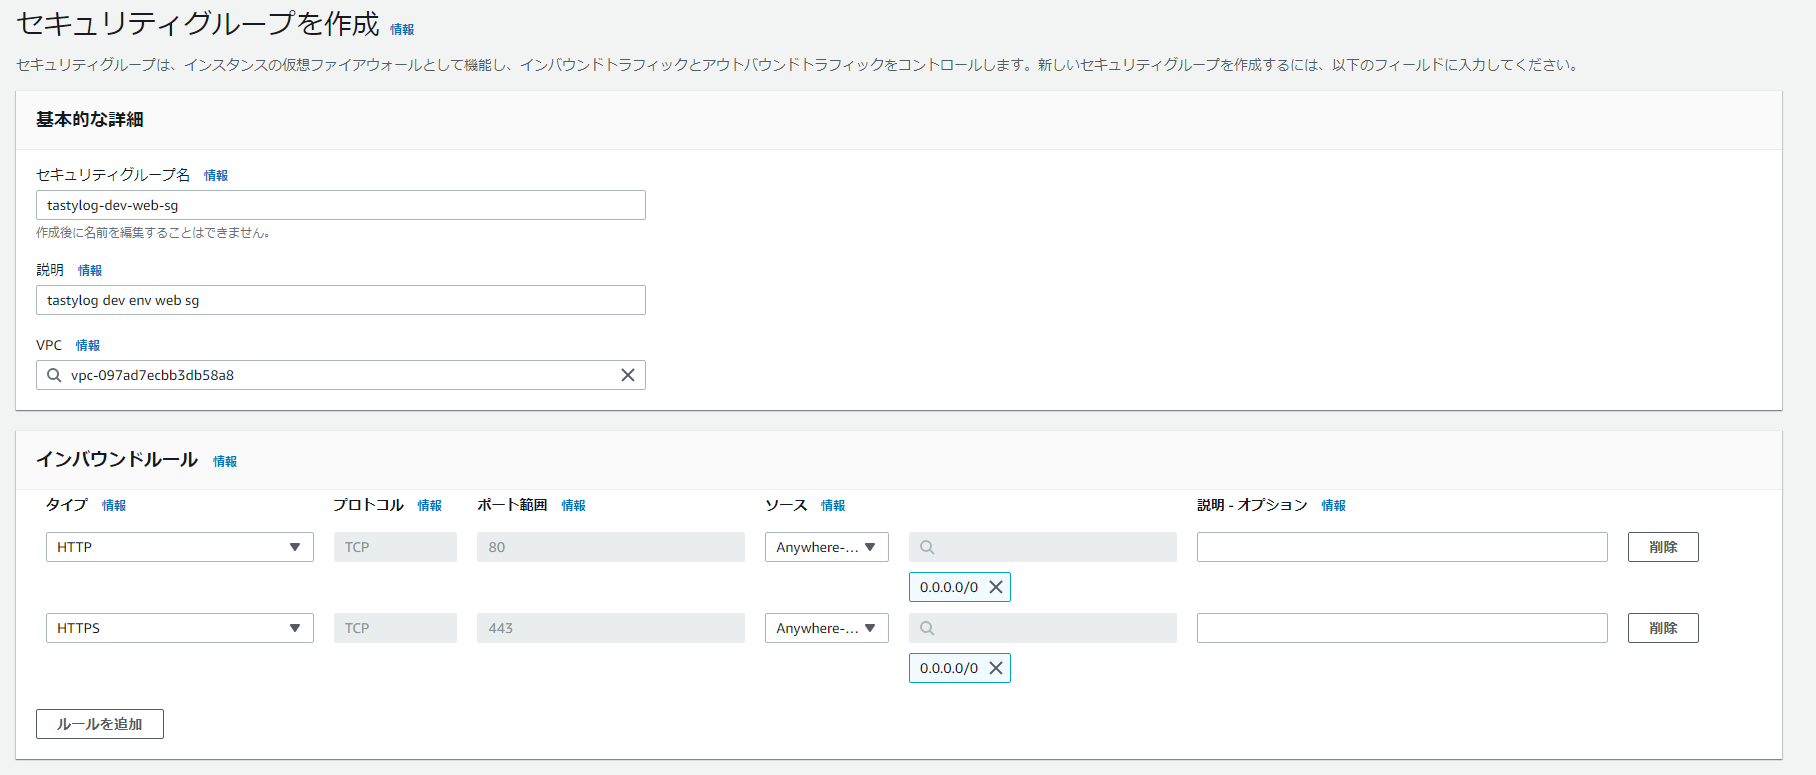 セキュリティグループを作成 情報
セキュリティグループは、インスタンスの仮想ファイアウォールとして機能し、インバウンドトラフィックとアウトバウンドトラフィックをコントロールします。新しいセキュリティグループを作成するには、以下のフィールドに入力してください。
基本的な詳細
セキュリティグループ名 情報
tastylog-dev-web-sg
作成後に名前を編集することはできません。
説明 情報
tastylog dev env web sg
VPC 情報
vpc-097ad7ecbb3db58a8
インバウンドルール 情報
タイプ 情報 プロトコル 情報 ポート範囲 情報 ソース 情報 説明 - オプション 情報
HTTP TCP 80 Anywhere-... 削除
0.0.0.0/0
HTTPS TCP 443 Anywhere-... 削除
0.0.0.0/0
ルールを追加